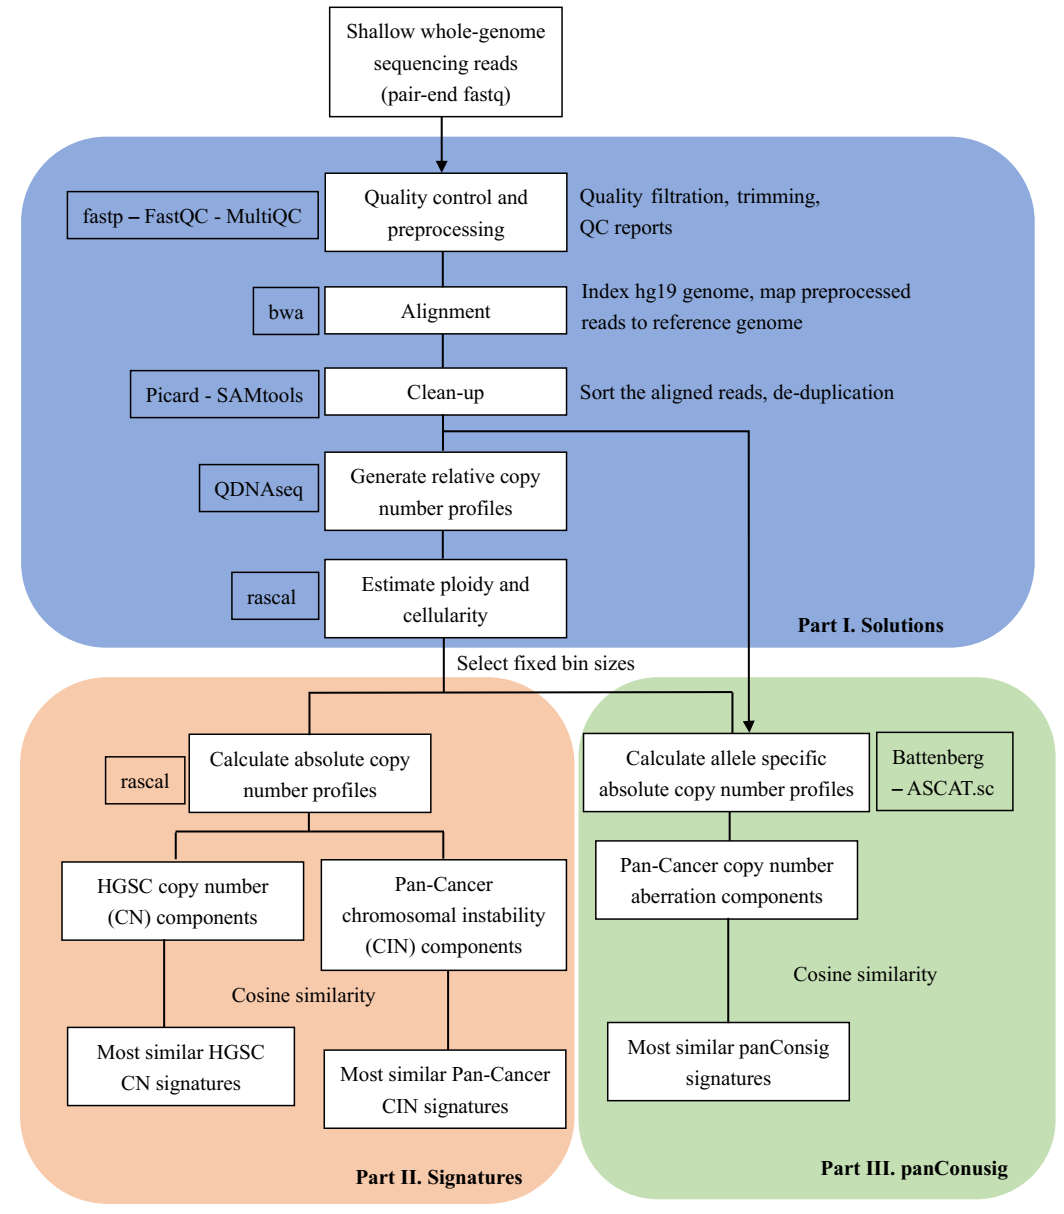 Shallow whole-genome
sequencing reads
(pair-end fastq)
fastp – FastQC - MultiQC
Quality control and
preprocessing
Quality filtration, trimming,
QC reports
bwa
Alignment
Index hg19 genome, map preprocessed
reads to reference genome
Picard - SAMtools
Clean-up
Sort the aligned reads, de-duplication
QDNAseq
Generate relative copy
number profiles
rascal
Estimate ploidy and
cellularity
Part I. Solutions
Select fixed bin sizes
rascal
Calculate absolute copy
number profiles
HGSC copy number
(CN) components
Pan-Cancer
chromosomal instability
(CIN) components
Cosine similarity
Most similar HGSC
CN signatures
Most similar Pan-Cancer
CIN signatures
Part II. Signatures
Calculate allele specific
absolute copy number profiles
Battenberg
– ASCAT.sc
Pan-Cancer copy number
aberration components
Cosine similarity
Most similar panConsig
signatures
Part III. panConusig